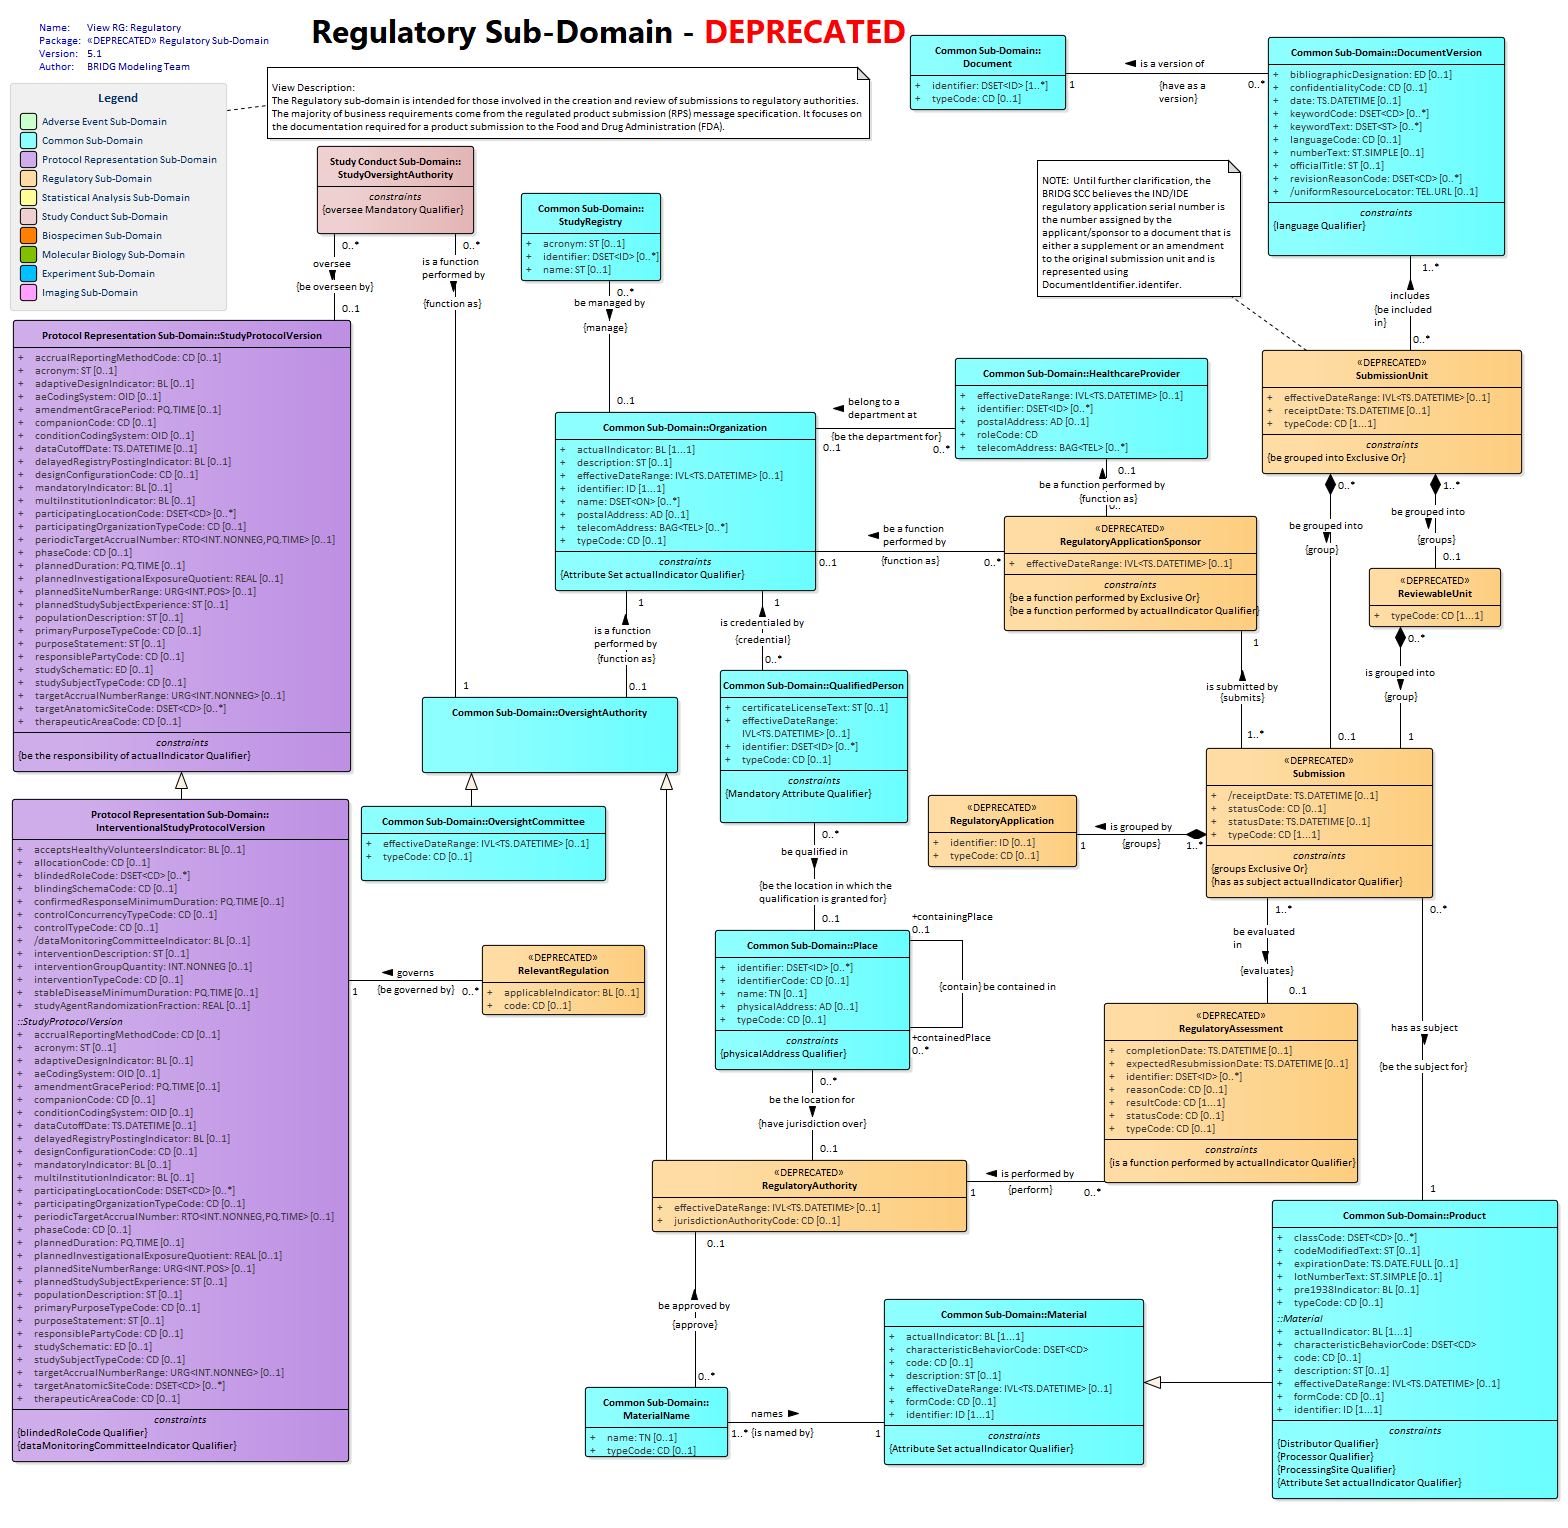 Name: View RG: Regulatory
Package: «DEPRECATED» Regulatory Sub-Domain
Version: 5.1
Author: BRIDG Modeling Team
Regulatory Sub-Domain - DEPRECATED
Legend
Adverse Event Sub-Domain
Common Sub-Domain
Protocol Representation Sub-Domain
Regulatory Sub-Domain
Statistical Analysis Sub-Domain
Study Conduct Sub-Domain
Biospecimen Sub-Domain
Molecular Biology Sub-Domain
Experiment Sub-Domain
Imaging Sub-Domain
View Description:
The Regulatory sub-domain is intended for those involved in the creation and review of submissions to regulatory authorities.
The majority of business requirements come from the regulated product submission (RPS) message specification. It focuses on
the documentation required for a product submission to the Food and Drug Administration (FDA).
Common Sub-Domain::
Document
+ identifier: DSET<ID> [1..*]
+ typeCode: CD [0..1]
is a version of
1
{have as a
version}
0..*
Common Sub-Domain::DocumentVersion
+ bibliographicDesignation: ED [0..1]
+ confidentialityCode: CD [0..1]
+ date: TS.DATETIME [0..1]
+ keywordCode: DSET<CD> [0..*]
+ keywordText: DSET<ST> [0..*]
+ languageCode: CD [0..1]
+ numberText: ST.SIMPLE [0..1]
+ officialTitle: ST [0..1]
+ revisionReasonCode: DSET<CD> [0..*]
+ /uniformResourceLocator: TEL.URL [0..1]
constraints
{language Qualifier}
NOTE: Until further clarification, the
BRIDG SCC believes the IND/IDE
regulatory application serial number is
the number assigned by the
applicant/sponsor to a document that is
either a supplement or an amendment
to the original submission unit and is
represented using
DocumentIdentifier.identifer.
1..*
includes
{be included
in}
0..*
Study Conduct Sub-Domain::
StudyOversightAuthority
constraints
{oversee Mandatory Qualifier}
0..*
oversee
{be overseen by}
0..1
0..*
is a function
performed by
{function as}
1
Common Sub-Domain::
StudyRegistry
+ acronym: ST [0..1]
+ identifier: DSET<ID> [0..*]
+ name: ST [0..1]
0..*
be managed by
{manage}
0..1
Protocol Representation Sub-Domain::StudyProtocolVersion
+ accrualReportingMethodCode: CD [0..1]
+ acronym: ST [0..1]
+ adaptiveDesignIndicator: BL [0..1]
+ aeCodingSystem: OID [0..1]
+ amendmentGracePeriod: PQ.TIME [0..1]
+ companionCode: CD [0..1]
+ conditionCodingSystem: OID [0..1]
+ dataCutoffDate: TS.DATETIME [0..1]
+ delayedRegistryPostingIndicator: BL [0..1]
+ designConfigurationCode: CD [0..1]
+ mandatoryIndicator: BL [0..1]
+ multiInstitutionIndicator: BL [0..1]
+ participatingLocationCode: DSET<CD> [0..*]
+ participatingOrganizationTypeCode: CD [0..1]
+ periodicTargetAccrualNumber: RTO<INT.NONNEG,PQ.TIME> [0..1]
+ phaseCode: CD [0..1]
+ plannedDuration: PQ.TIME [0..1]
+ plannedInvestigationalExposureQuotient: REAL [0..1]
+ plannedSiteNumberRange: URG<INT.POS> [0..1]
+ plannedStudySubjectExperience: ST [0..1]
+ populationDescription: ST [0..1]
+ primaryPurposeTypeCode: CD [0..1]
+ purposeStatement: ST [0..1]
+ responsiblePartyCode: CD [0..1]
+ studySchematic: ED [0..1]
+ studySubjectTypeCode: CD [0..1]
+ targetAccrualNumberRange: URG<INT.NONNEG> [0..1]
+ targetAnatomicSiteCode: DSET<CD> [0..*]
+ therapeuticAreaCode: CD [0..1]
constraints
{be the responsibility of actualIndicator Qualifier}
Common Sub-Domain::Organization
+ actualIndicator: BL [1..1]
+ description: ST [0..1]
+ effectiveDateRange: IVL<TS.DATETIME> [0..1]
+ identifier: ID [1..1]
+ name: DSET<ON> [0..*]
+ postalAddress: AD [0..1]
+ telecomAddress: BAG<TEL> [0..*]
+ typeCode: CD [0..1]
constraints
{Attribute Set actualIndicator Qualifier}
belong to a
department at
{be the department for}
0..1
0..*
Common Sub-Domain::HealthcareProvider
+ effectiveDateRange: IVL<TS.DATETIME> [0..1]
+ identifier: DSET<ID> [0..*]
+ postalAddress: AD [0..1]
+ roleCode: CD
+ telecomAddress: BAG<TEL> [0..*]
0..1
be a function performed by
{function as}
0..*
be a function
performed by
0..1
{function as}
0..*
«DEPRECATED»
RegulatoryApplicationSponsor
+ effectiveDateRange: IVL<TS.DATETIME> [0..1]
constraints
{be a function performed by Exclusive Or}
{be a function performed by actualIndicator Qualifier}
«DEPRECATED»
SubmissionUnit
+ effectiveDateRange: IVL<TS.DATETIME> [0..1]
+ receiptDate: TS.DATETIME [0..1]
+ typeCode: CD [1..1]
constraints
{be grouped into Exclusive Or}
0..*
be grouped into
{group}
0..1
1..*
be grouped into
{groups}
0..1
«DEPRECATED»
ReviewableUnit
+ typeCode: CD [1..1]
0..*
is grouped into
{group}
1
1
is submitted by
{submits}
1..*
1
is a function
performed by
{function as}
0..1
1
is credentialed by
{credential}
0..*
Common Sub-Domain::OversightAuthority
Common Sub-Domain::QualifiedPerson
+ certificateLicenseText: ST [0..1]
+ effectiveDateRange:
IVL<TS.DATETIME> [0..1]
+ identifier: DSET<ID> [0..*]
+ typeCode: CD [0..1]
constraints
{Mandatory Attribute Qualifier}
«DEPRECATED»
Submission
+ /receiptDate: TS.DATETIME [0..1]
+ statusCode: CD [0..1]
+ statusDate: TS.DATETIME [0..1]
+ typeCode: CD [1..1]
constraints
{groups Exclusive Or}
{has as subject actualIndicator Qualifier}
«DEPRECATED»
RegulatoryApplication
+ identifier: ID [0..1]
+ typeCode: CD [0..1]
is grouped by
1
{groups}
1..*
Common Sub-Domain::OversightCommittee
+ effectiveDateRange: IVL<TS.DATETIME> [0..1]
+ typeCode: CD [0..1]
Protocol Representation Sub-Domain::
InterventionalStudyProtocolVersion
+ acceptsHealthyVolunteersIndicator: BL [0..1]
+ allocationCode: CD [0..1]
+ blindedRoleCode: DSET<CD> [0..*]
+ blindingSchemaCode: CD [0..1]
+ confirmedResponseMinimumDuration: PQ.TIME [0..1]
+ controlConcurrencyTypeCode: CD [0..1]
+ controlTypeCode: CD [0..1]
+ /dataMonitoringCommitteeIndicator: BL [0..1]
+ interventionDescription: ST [0..1]
+ interventionGroupQuantity: INT.NONNEG [0..1]
+ interventionTypeCode: CD [0..1]
+ stableDiseaseMinimumDuration: PQ.TIME [0..1]
+ studyAgentRandomizationFraction: REAL [0..1]
::StudyProtocolVersion
+ accrualReportingMethodCode: CD [0..1]
+ acronym: ST [0..1]
+ adaptiveDesignIndicator: BL [0..1]
+ aeCodingSystem: OID [0..1]
+ amendmentGracePeriod: PQ.TIME [0..1]
+ companionCode: CD [0..1]
+ conditionCodingSystem: OID [0..1]
+ dataCutoffDate: TS.DATETIME [0..1]
+ delayedRegistryPostingIndicator: BL [0..1]
+ designConfigurationCode: CD [0..1]
+ mandatoryIndicator: BL [0..1]
+ multiInstitutionIndicator: BL [0..1]
+ participatingLocationCode: DSET<CD> [0..*]
+ participatingOrganizationTypeCode: CD [0..1]
+ periodicTargetAccrualNumber: RTO<INT.NONNEG,PQ.TIME> [0..1]
+ phaseCode: CD [0..1]
+ plannedDuration: PQ.TIME [0..1]
+ plannedInvestigationalExposureQuotient: REAL [0..1]
+ plannedSiteNumberRange: URG<INT.POS> [0..1]
+ plannedStudySubjectExperience: ST [0..1]
+ populationDescription: ST [0..1]
+ primaryPurposeTypeCode: CD [0..1]
+ purposeStatement: ST [0..1]
+ responsiblePartyCode: CD [0..1]
+ studySchematic: ED [0..1]
+ studySubjectTypeCode: CD [0..1]
+ targetAccrualNumberRange: URG<INT.NONNEG> [0..1]
+ targetAnatomicSiteCode: DSET<CD> [0..*]
+ therapeuticAreaCode: CD [0..1]
constraints
{blindedRoleCode Qualifier}
{dataMonitoringCommitteeIndicator Qualifier}
governs
1
{be governed by}
0..*
«DEPRECATED»
RelevantRegulation
+ applicableIndicator: BL [0..1]
+ code: CD [0..1]
0..*
be qualified in
{be the location in which the
qualification is granted for}
0..1
Common Sub-Domain::Place
+ identifier: DSET<ID> [0..*]
+ identifierCode: CD [0..1]
+ name: TN [0..1]
+ physicalAddress: AD [0..1]
+ typeCode: CD [0..1]
constraints
{physicalAddress Qualifier}
+containingPlace
0..1
{contain} be contained in
+containedPlace
0..*
0..*
be the location for
{have jurisdiction over}
0..1
1..*
be evaluated
in
{evaluates}
0..1
0..*
has as subject
{be the subject for}
1
«DEPRECATED»
RegulatoryAssessment
+ completionDate: TS.DATETIME [0..1]
+ expectedResubmissionDate: TS.DATETIME [0..1]
+ identifier: DSET<ID> [0..*]
+ reasonCode: CD [0..1]
+ resultCode: CD [1..1]
+ statusCode: CD [0..1]
+ typeCode: CD [0..1]
constraints
{is a function performed by actualIndicator Qualifier}
«DEPRECATED»
RegulatoryAuthority
+ effectiveDateRange: IVL<TS.DATETIME> [0..1]
+ jurisdictionAuthorityCode: CD [0..1]
is performed by
1
{perform}
0..*
0..1
be approved by
{approve}
0..*
Common Sub-Domain::
MaterialName
+ name: TN [0..1]
+ typeCode: CD [0..1]
names
1..*
{is named by}
1
Common Sub-Domain::Material
+ actualIndicator: BL [1..1]
+ characteristicBehaviorCode: DSET<CD>
+ code: CD [0..1]
+ description: ST [0..1]
+ effectiveDateRange: IVL<TS.DATETIME> [0..1]
+ formCode: CD [0..1]
+ identifier: ID [1..1]
constraints
{Attribute Set actualIndicator Qualifier}
Common Sub-Domain::Product
+ classCode: DSET<CD> [0..*]
+ codeModifiedText: ST [0..1]
+ expirationDate: TS.DATE.FULL [0..1]
+ lotNumberText: ST.SIMPLE [0..1]
+ pre1938Indicator: BL [0..1]
+ typeCode: CD [0..1]
::Material
+ actualIndicator: BL [1..1]
+ characteristicBehaviorCode: DSET<CD>
+ code: CD [0..1]
+ description: ST [0..1]
+ effectiveDateRange: IVL<TS.DATETIME> [0..1]
+ formCode: CD [0..1]
+ identifier: ID [1..1]
constraints
{Distributor Qualifier}
{Processor Qualifier}
{ProcessingSite Qualifier}
{Attribute Set actualIndicator Qualifier}